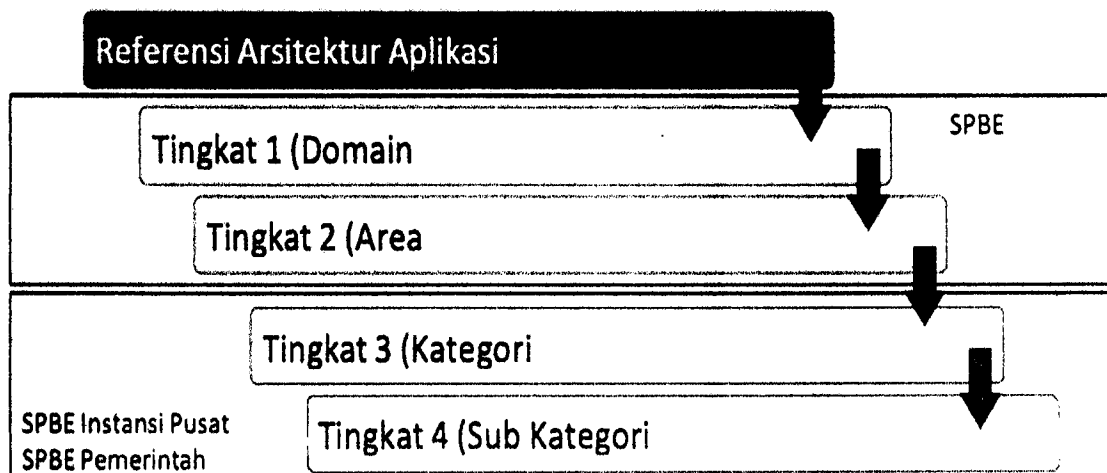 Referensi Arsitektur Aplikasi
SPBE
Tingkat 1 (Domain
Tingkat 2 (Area
Tingkat 3 (Kategori
Tingkat 4 (Sub Kategori
SPBE Instansi Pusat
SPBE Pemerintah